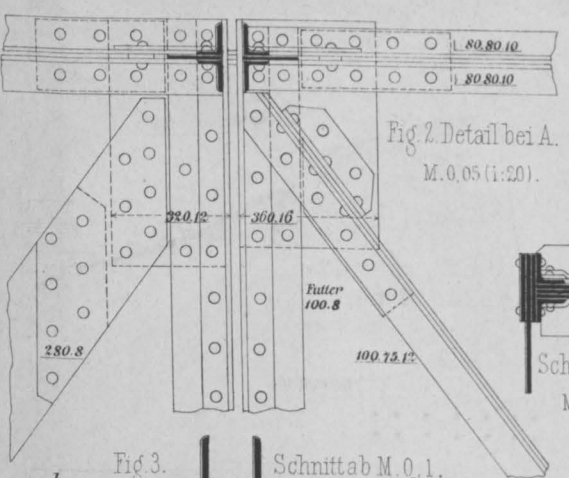 80.80.10
80.80.10
Fig. 2. Detail bei A.
M. 0,05 (1:20).
320.12
360.16
Futter
100.8
280.8
100.75.12
Sch
M
Fig. 3.
Schnitt ab M. 0,1.